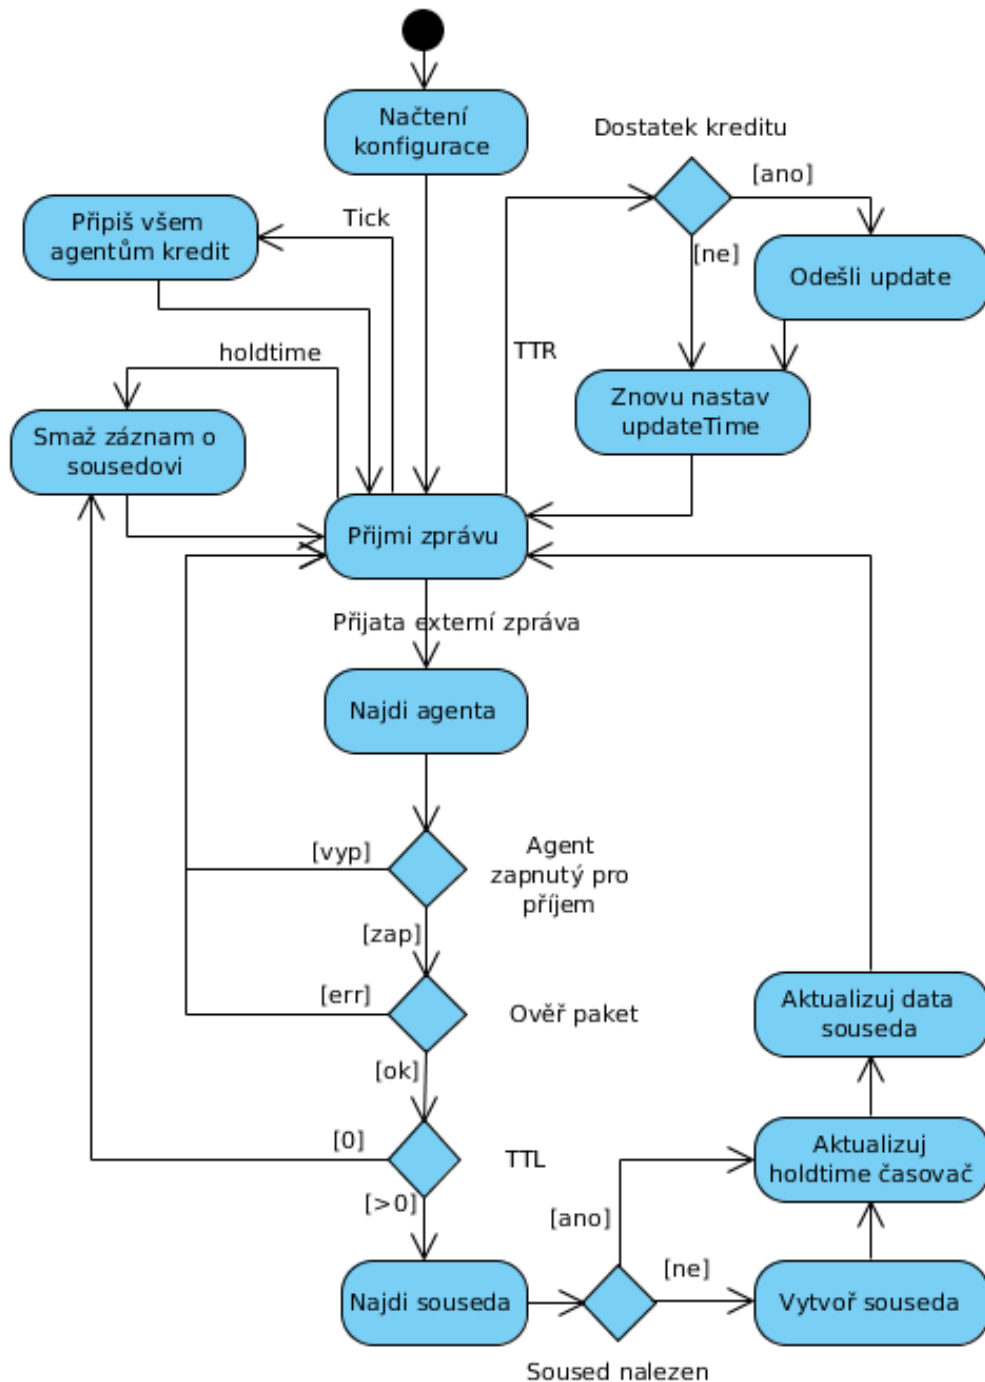 Načtení
konfigurace
Dostatek kreditu
[ano]
Připiš všem
agentům kredit
Tick
[ne]
Odešli update
holdtime
TTR
Znovu nastav
updateTime
Smaž záznam o
sousedovi
Přijmi zprávu
Přijata externí zpráva
Najdi agenta
[vyp]
Agent
zapnutý pro
příjem
[zap]
[err]
Ověř paket
Aktualizuj data
souseda
[ok]
[0]
TTL
Aktualizuj
holdtime časovač
[>0]
[ano]
[ne]
Najdi souseda
Vytvoř souseda
Soused nalezen